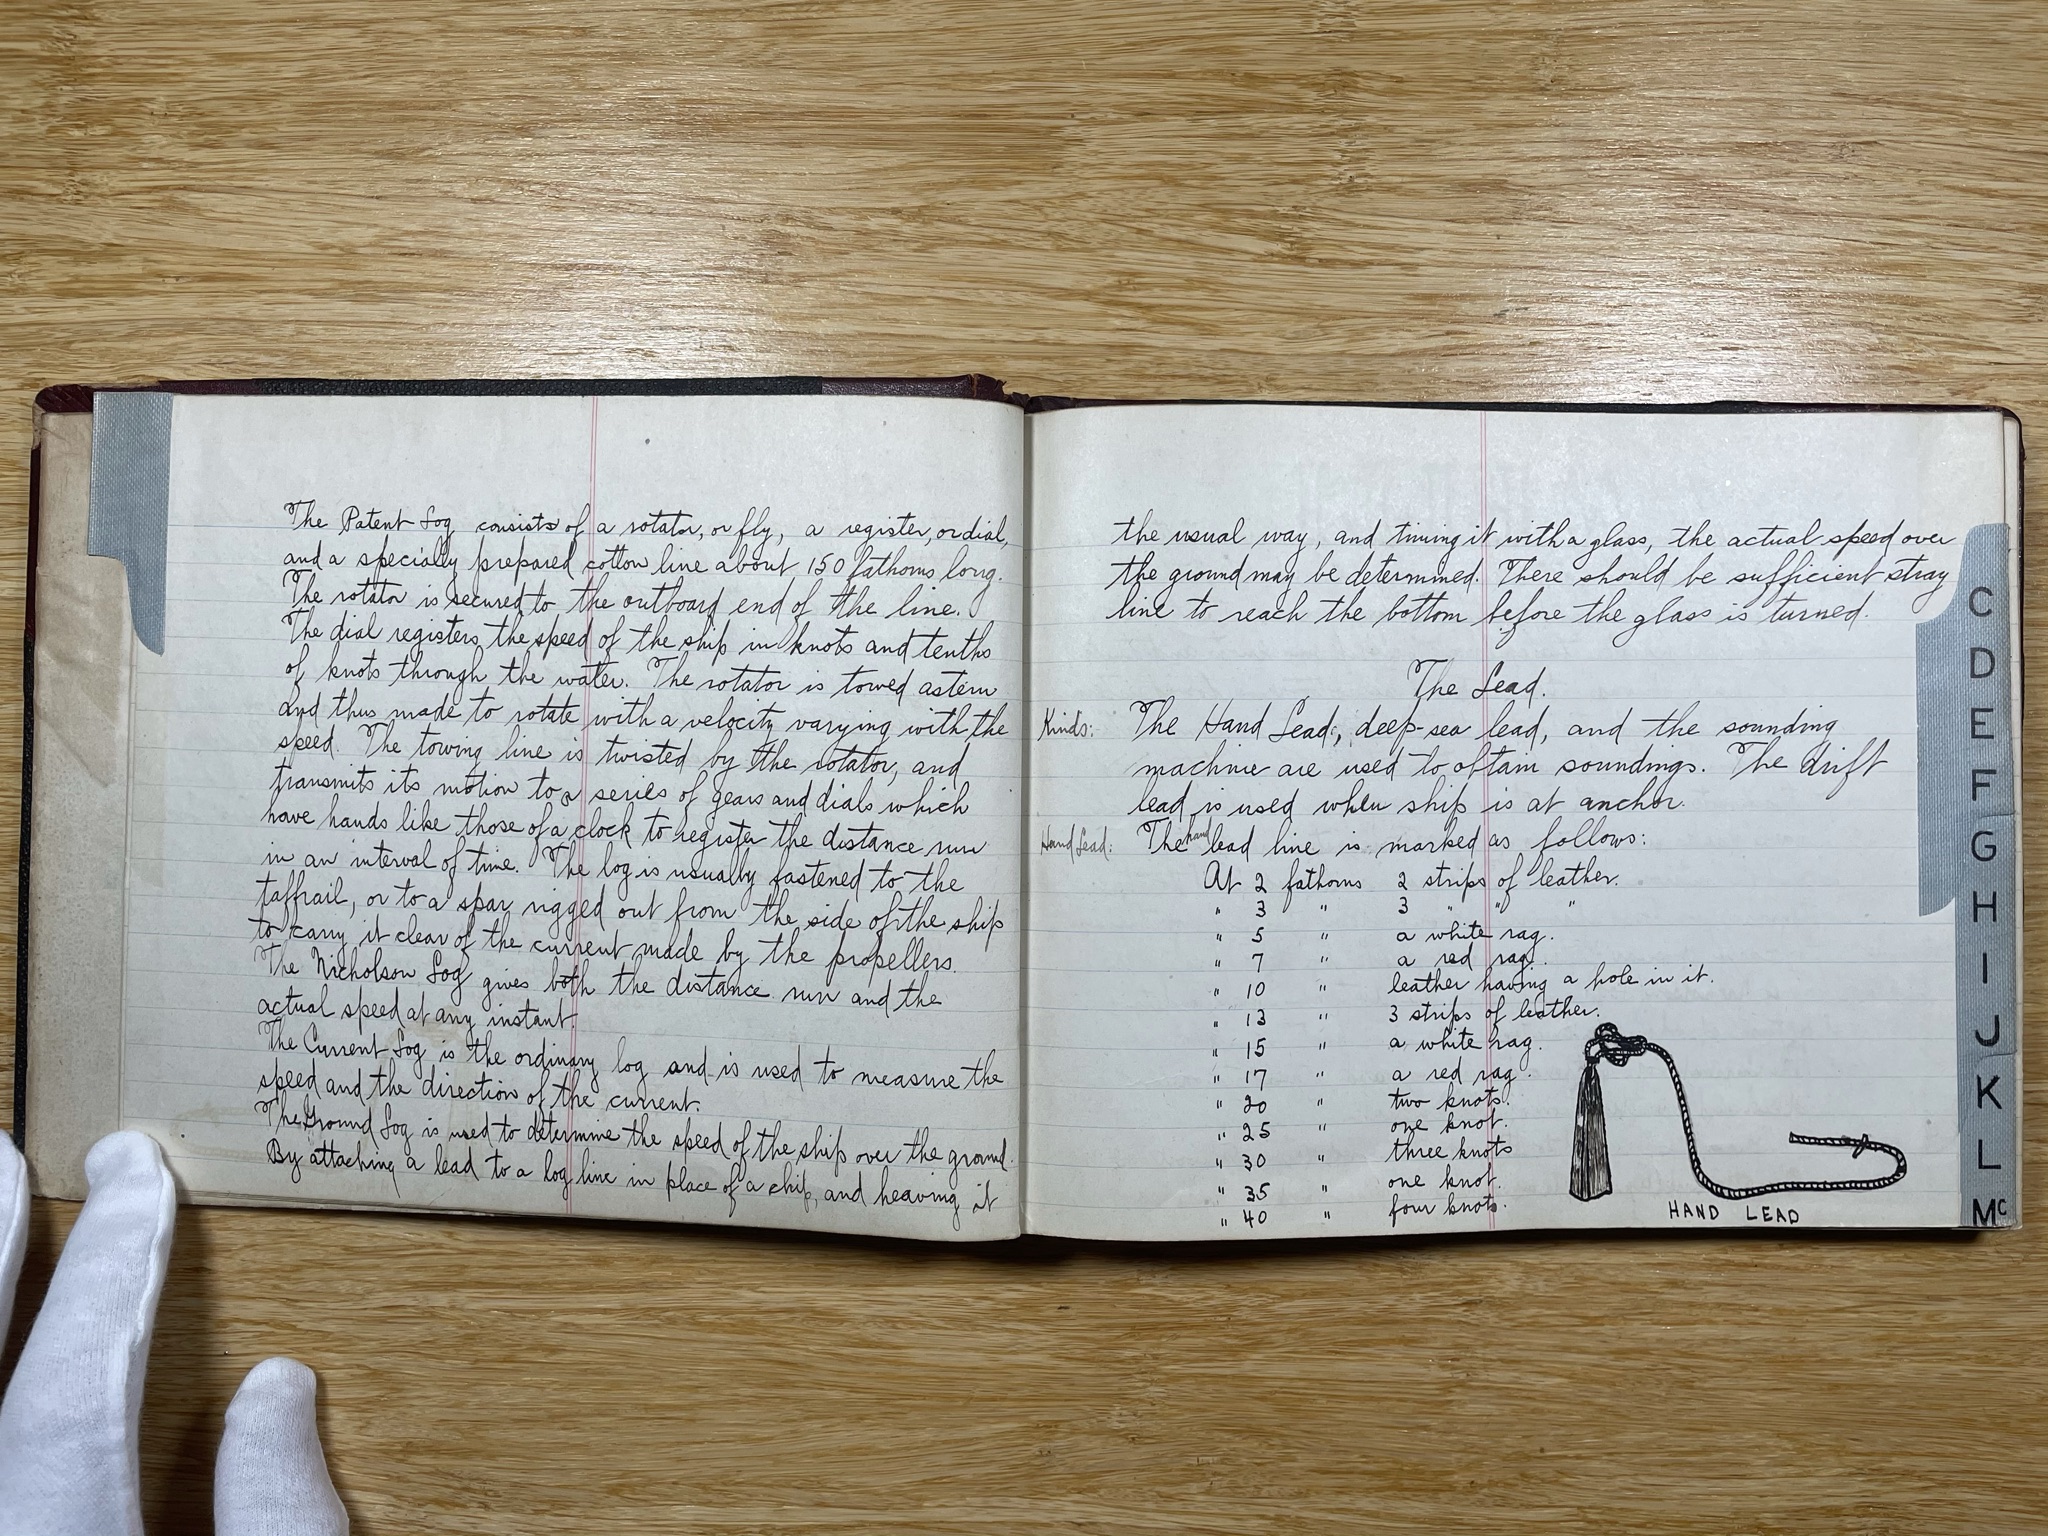 The Patent Log consists of a rotator, or fly, a register, or dial,
and a specially prepared cotton line about 150 fathoms long.
The rotator is secured to the outboard end of the line.
The dial registers the speed of the ship in knots and tenths
of knots through the water. The rotator is towed astern
and thus made to rotate with a velocity varying with the
speed. The towing line is twisted by the rotator, and
transmits its motion to a series of gears and dials which
have hands like those of a clock to register the distance run
in an interval of time. The log is usually fastened to the
taffrail, or to a spar rigged out from the side of the ship
to carry it clear of the current made by the propellers.
The Nicholson Log gives both the distance run and the
actual speed at any instant.
The Current Log is the ordinary log and is used to measure the
speed and the direction of the current.
The Ground Log is used to determine the speed of the ship over the ground.
By attaching a lead to a log line in place of a chip, and heaving it
the usual way, and timing it with a glass, the actual speed over
the ground may be determined. There should be sufficient stray
line to reach the bottom before the glass is turned.
The Lead.
Kinds: The Hand Lead, deep-sea lead, and the sounding
machine are used to obtain soundings. The drift
lead is used when ship is at anchor.
Hand Lead: The hand lead line is marked as follows:
At 2 fathoms 2 strips of leather.
" 3 " 3 " " "
" 5 " a white rag.
" 7 " a red rag.
" 10 " leather having a hole in it.
" 13 " 3 strips of leather.
" 15 " a white rag.
" 17 " a red rag.
" 20 " two knots.
" 25 " one knot.
" 30 " three knots
" 35 " one knot.
" 40 " four knots.
HAND LEAD
C
D
E
F
G
H
I
J
K
L
Mc